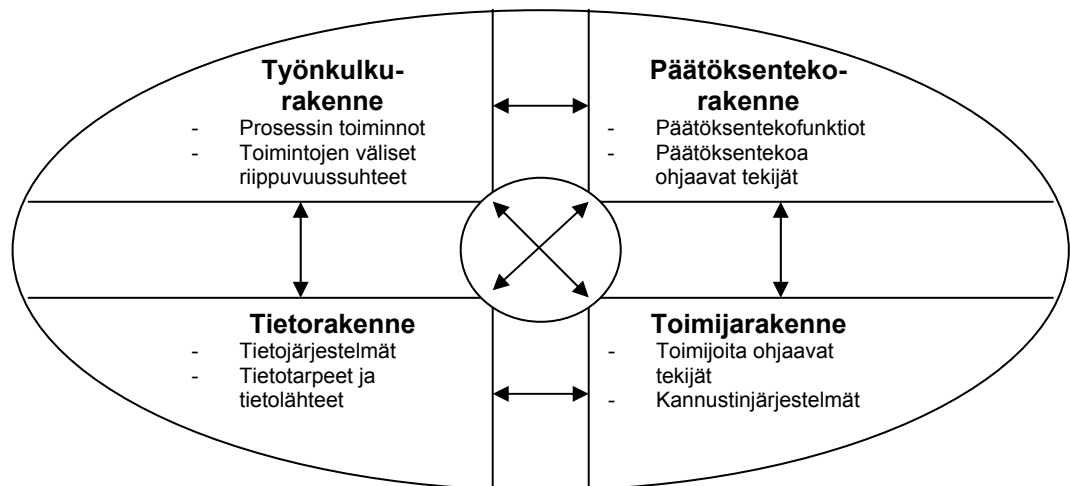 Työnkulku-
rakenne
- Prosessin toiminnot
- Toimintojen väliset
riippuvuussuhteet
Päätöksenteko-
rakenne
- Päätöksentekofunktiot
- Päätöksentekoa
ohjaavat tekijät
Tietorakenne
- Tietojärjestelmät
- Tietotarpeet ja
tietolähteet
Toimijarakenne
- Toimijoita ohjaavat
tekijät
- Kannustinjärjestelmät